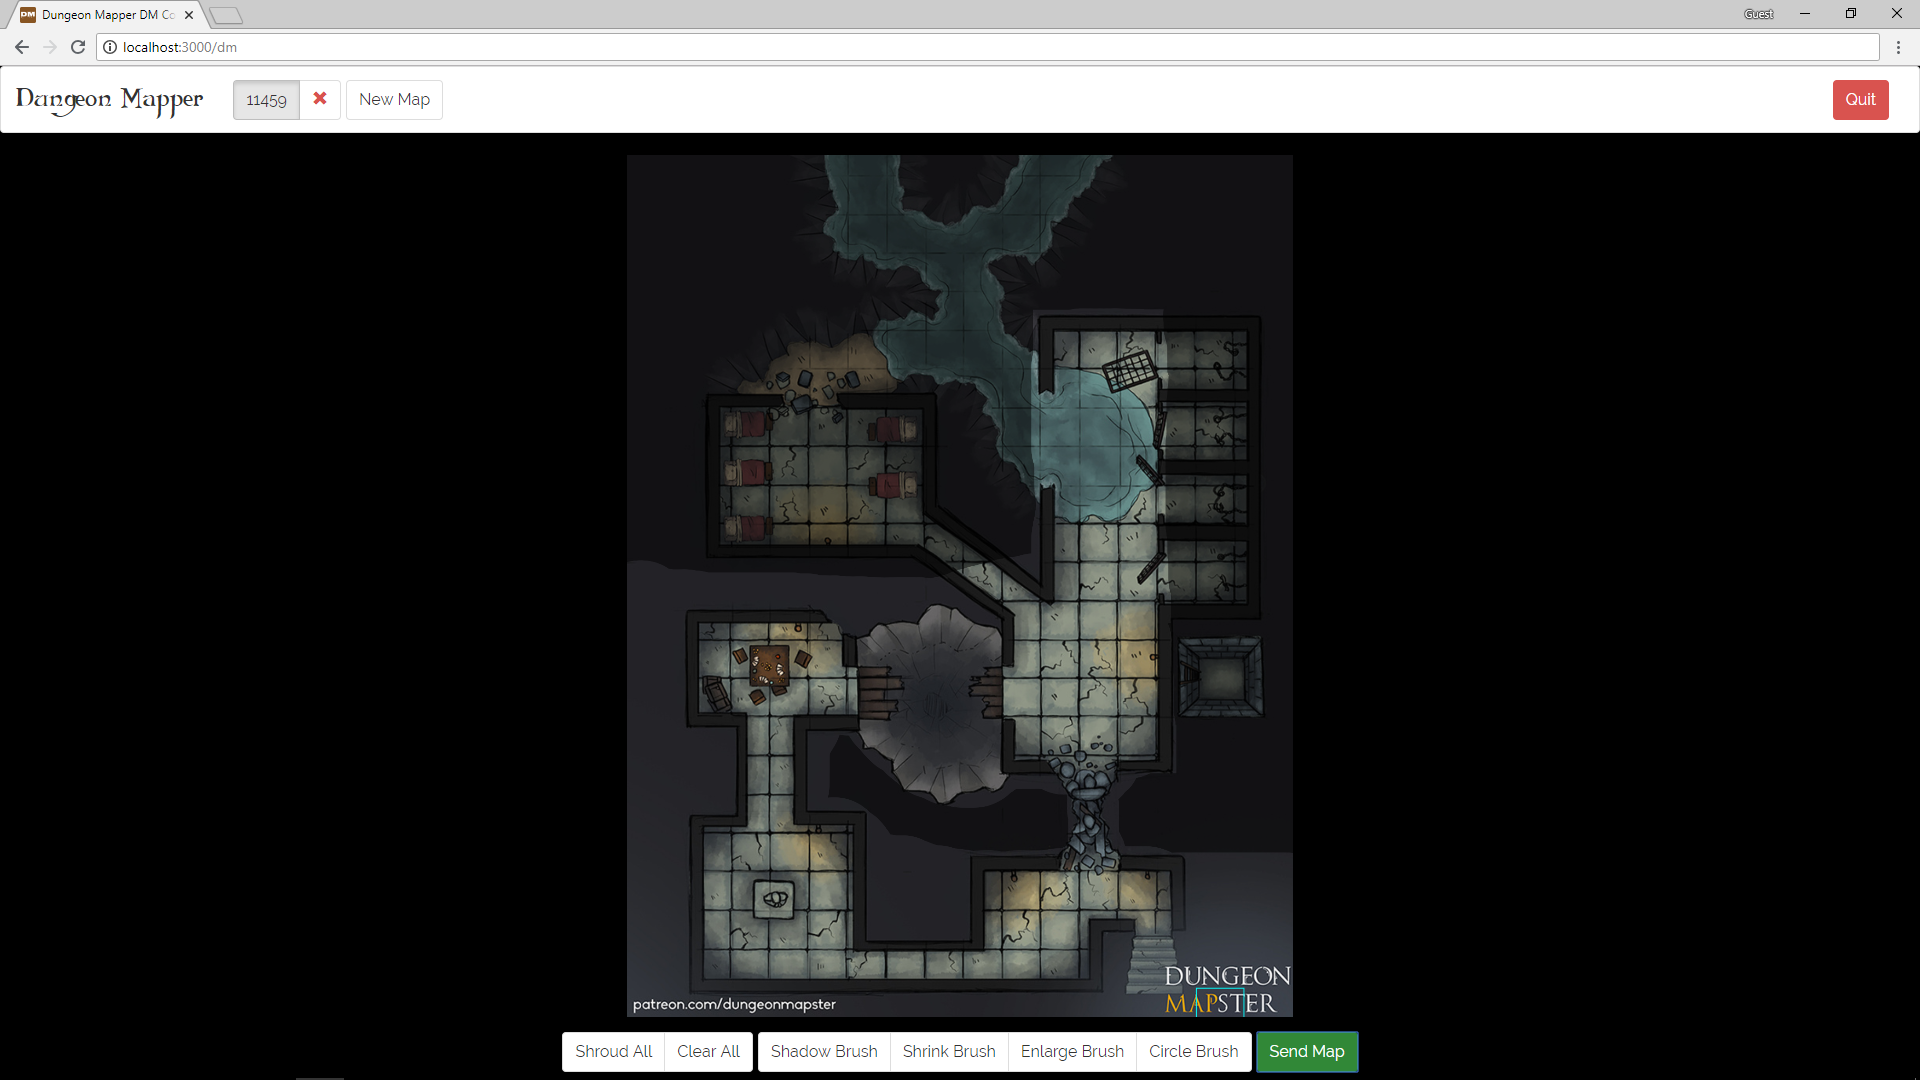 Dungeon Mapper DM Co
Guest
localhost:3000/dm
Dungeon Mapper
11459
New Map
Quit
patreon.com/dungeonmapster
DUNGEON
MAPSTER
Shroud All
Clear All
Shadow Brush
Shrink Brush
Enlarge Brush
Circle Brush
Send Map